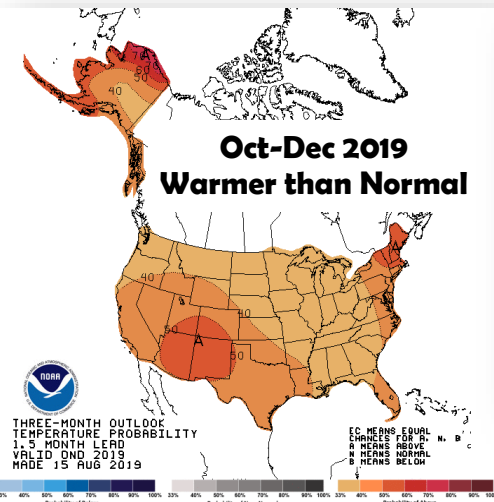 70
60
50
40
Oct-Dec 2019
Warmer than Normal
A
40
40
50
A
50
NOAA
THREE-MONTH OUTLOOK
TEMPERATURE PROBABILITY
1.5 MONTH LEAD
VALID OND 2019
MADE 15 AUG 2019
EC MEANS EQUAL
CHANCES FOR A, N, B
A MEANS ABOVE
N MEANS NORMAL
B MEANS BELOW
40% 50% 60% 70% 80% 90% 100% 33% 40% 50% 60% 70% 80% 90% 100% 33% 40% 50% 60% 70% 80% 90% 100%